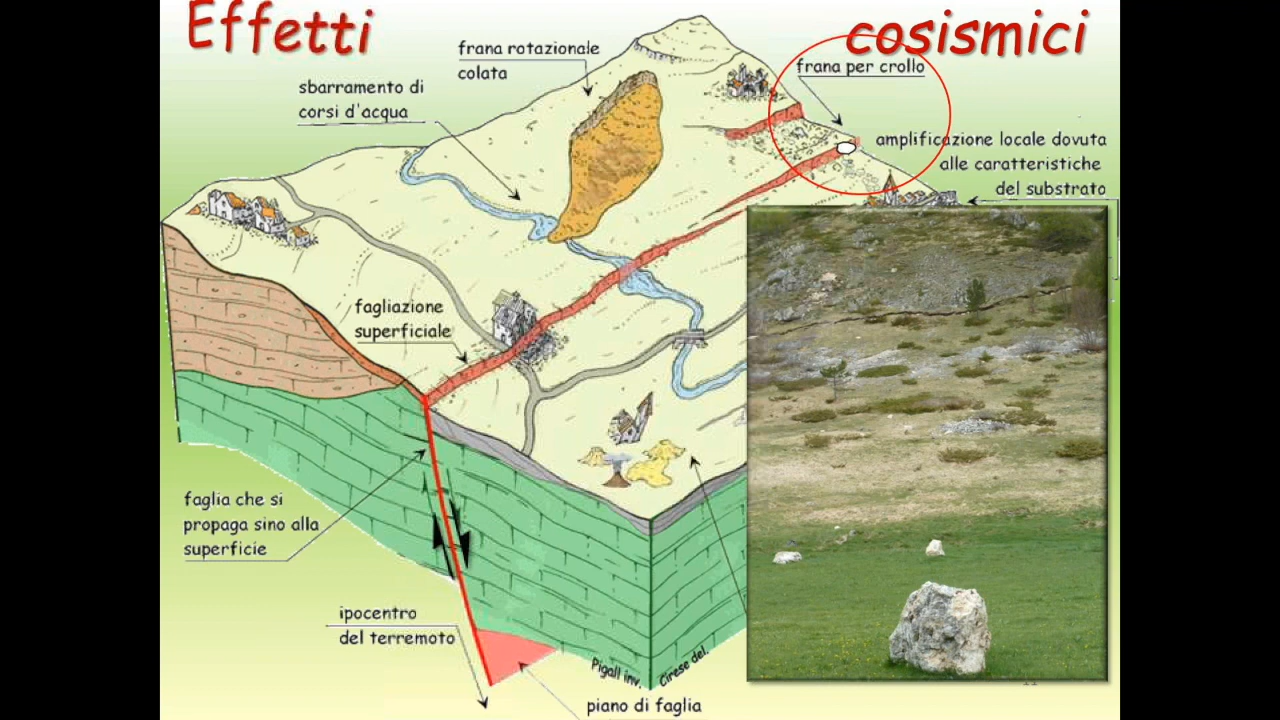 Effetti cosismici
frana rotazionale
colata
frana per crollo
sbarramento di
corsi d'acqua
amplificazione locale dovuta
alle caratteristiche
del substrato
fagliazione
superficiale
faglia che si
propaga sino alla
superficie
ipocentro
del terremoto
Pigall inv.
Cirese del.
piano di faglia